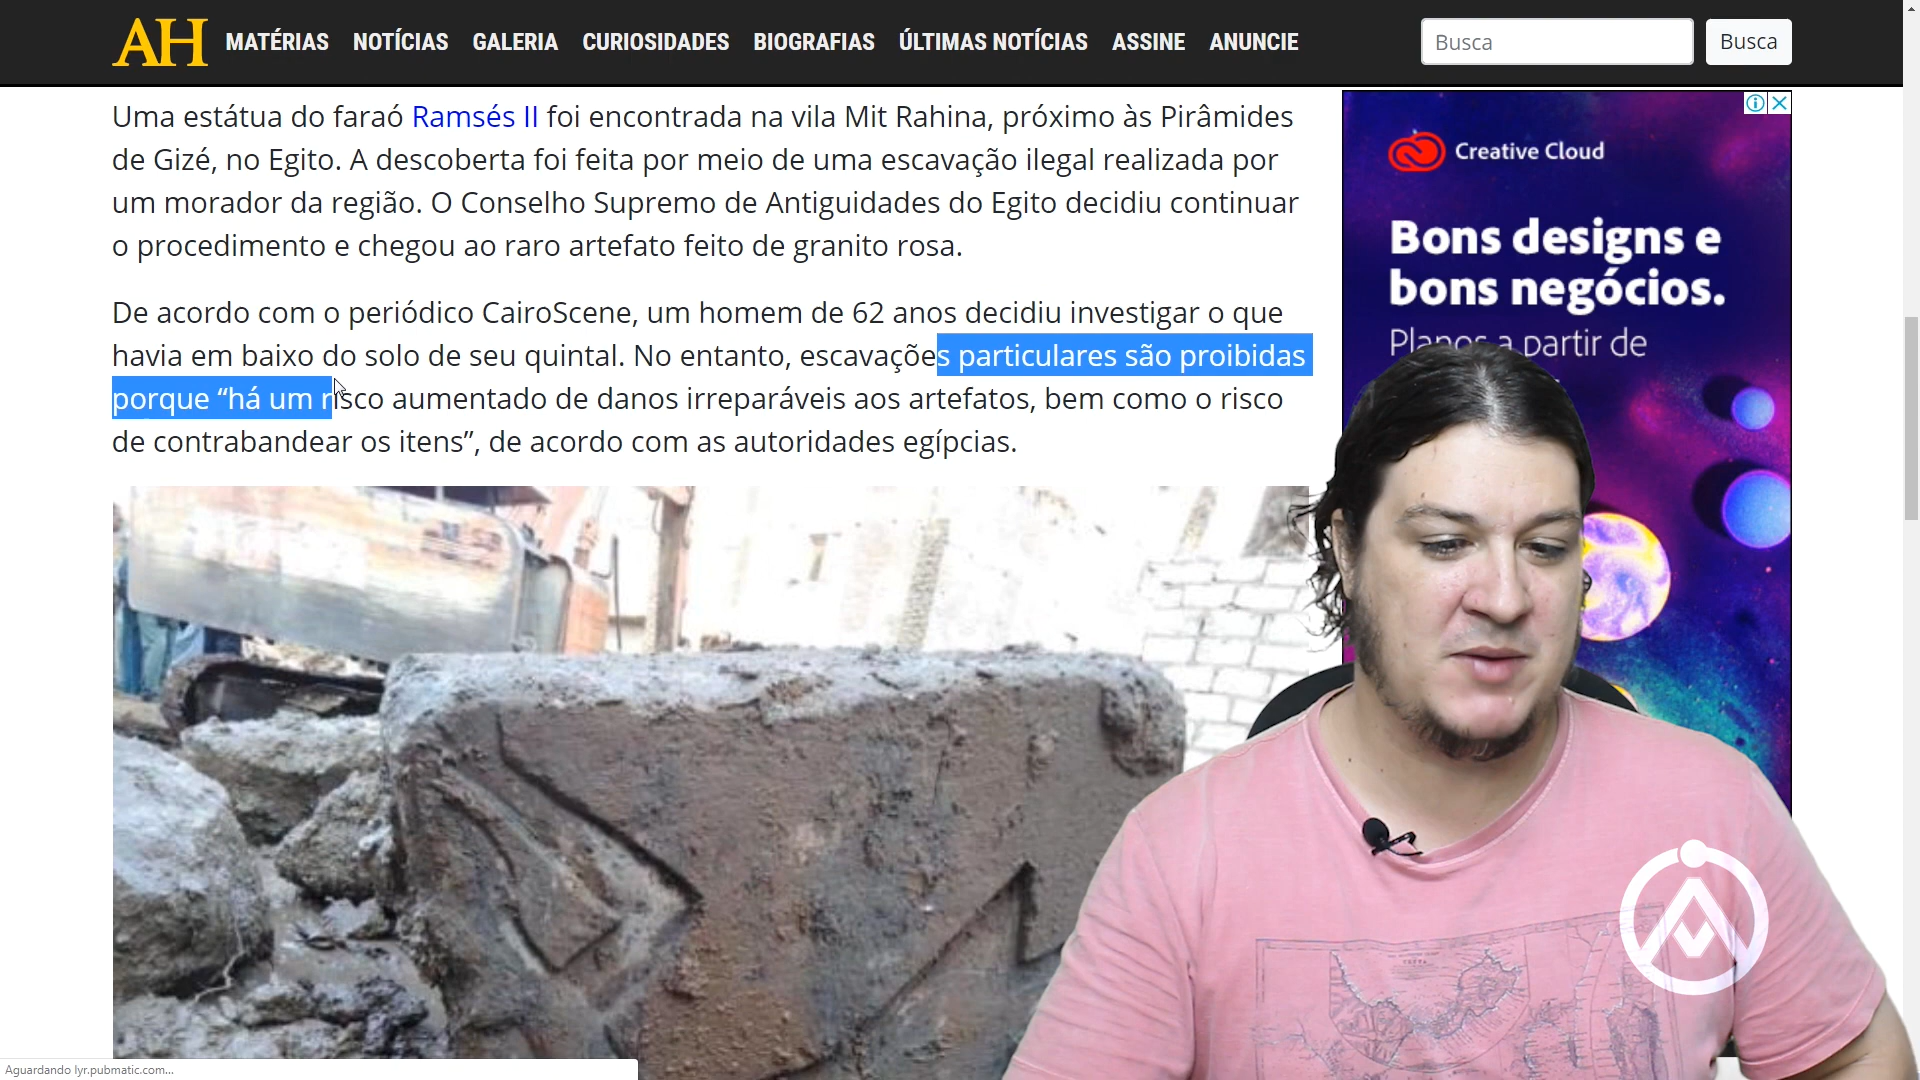 AH MATÉRIAS NOTÍCIAS GALERIA CURIOSIDADES BIOGRAFIAS ÚLTIMAS NOTÍCIAS ASSINE ANUNCIE Busca Busca
Uma estátua do faraó Ramsés II foi encontrada na vila Mit Rahina, próximo às Pirâmides
de Gizé, no Egito. A descoberta foi feita por meio de uma escavação ilegal realizada por
um morador da região. O Conselho Supremo de Antiguidades do Egito decidiu continuar
o procedimento e chegou ao raro artefato feito de granito rosa.
De acordo com o periódico CairoScene, um homem de 62 anos decidiu investigar o que
havia em baixo do solo de seu quintal. No entanto, escavações particulares são proibidas
porque “há um risco aumentado de danos irreparáveis aos artefatos, bem como o risco
de contrabandear os itens”, de acordo com as autoridades egípcias.
Creative Cloud
Bons designs e
bons negócios.
Planos a partir de
Aguardando lyr.pubmatic.com...